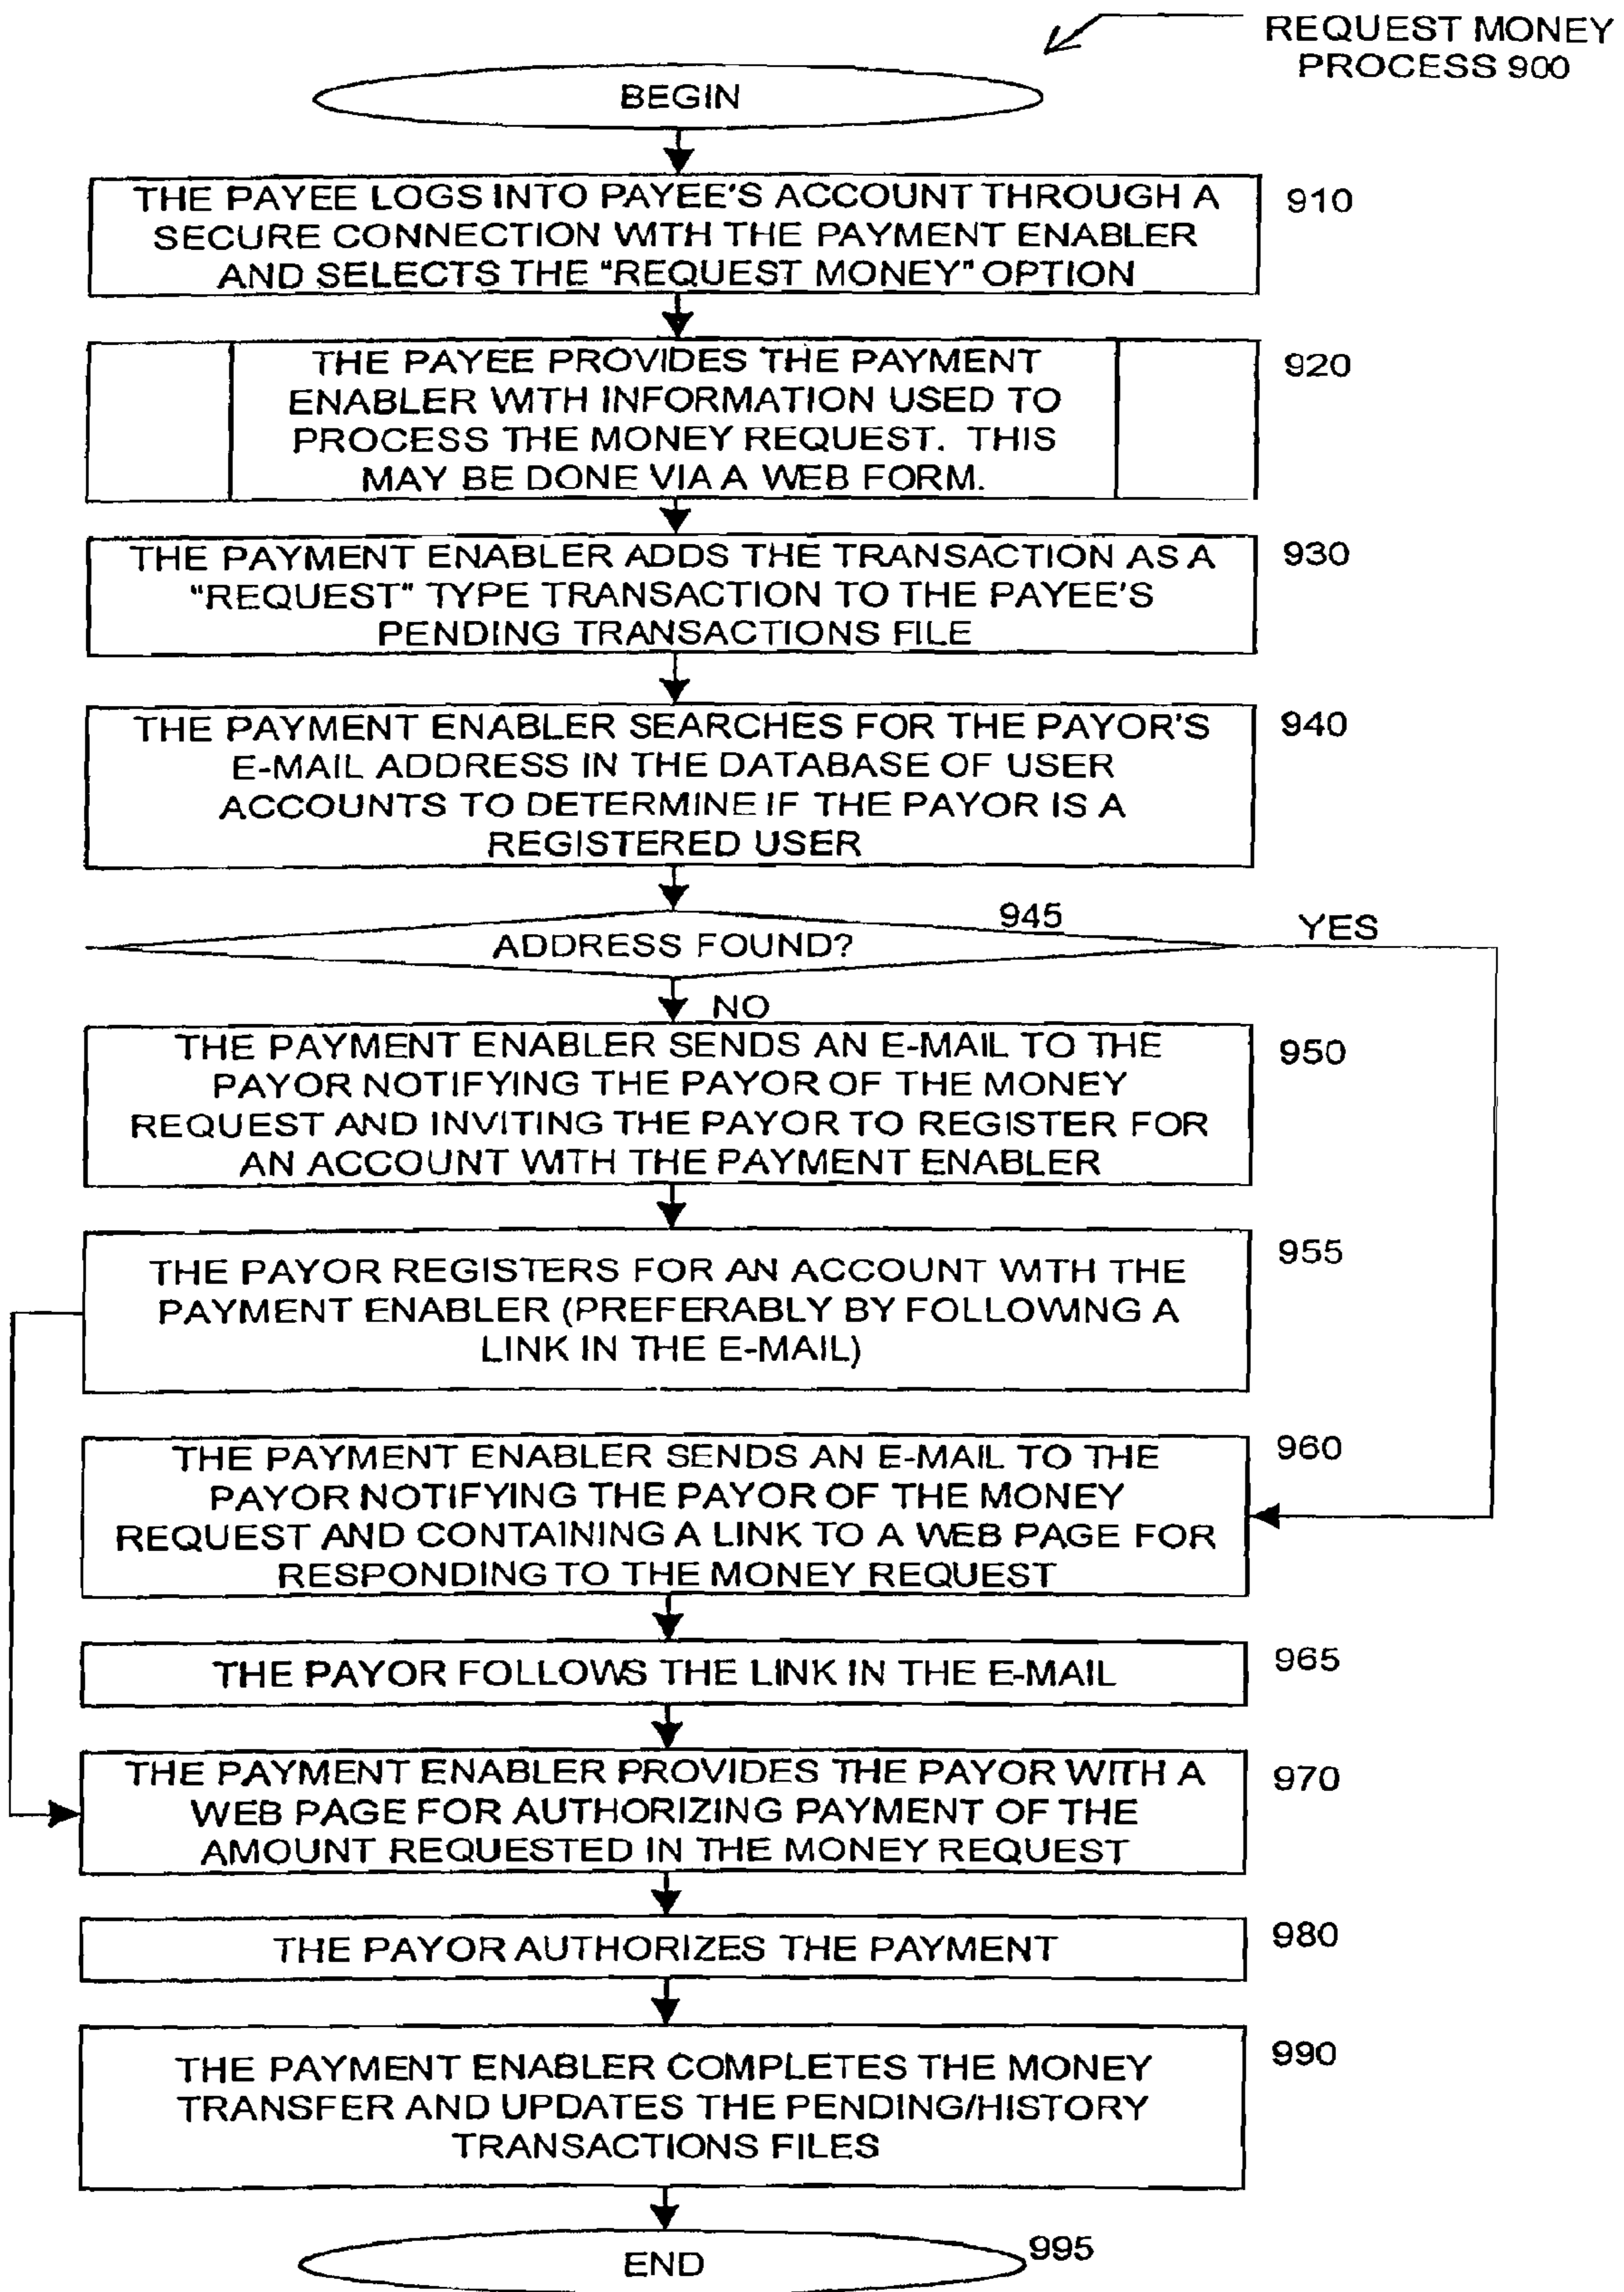 REQUEST MONEY
PROCESS 900
BEGIN
THE PAYEE LOGS INTO PAYEE'S ACCOUNT THROUGH A
SECURE CONNECTION WITH THE PAYMENT ENABLER
AND SELECTS THE "REQUEST MONEY" OPTION
910
THE PAYEE PROVIDES THE PAYMENT
ENABLER WITH INFORMATION USED TO
PROCESS THE MONEY REQUEST. THIS
MAY BE DONE VIA A WEB FORM.
920
THE PAYMENT ENABLER ADDS THE TRANSACTION AS A
"REQUEST" TYPE TRANSACTION TO THE PAYEE'S
PENDING TRANSACTIONS FILE
930
THE PAYMENT ENABLER SEARCHES FOR THE PAYOR'S
E-MAIL ADDRESS IN THE DATABASE OF USER
ACCOUNTS TO DETERMINE IF THE PAYOR IS A
REGISTERED USER
940
945
ADDRESS FOUND?
YES
NO
THE PAYMENT ENABLER SENDS AN E-MAIL TO THE
PAYOR NOTIFYING THE PAYOR OF THE MONEY
REQUEST AND INVITING THE PAYOR TO REGISTER FOR
AN ACCOUNT WITH THE PAYMENT ENABLER
950
THE PAYOR REGISTERS FOR AN ACCOUNT WITH THE
PAYMENT ENABLER (PREFERABLY BY FOLLOWING A
LINK IN THE E-MAIL)
955
THE PAYMENT ENABLER SENDS AN E-MAIL TO THE
PAYOR NOTIFYING THE PAYOR OF THE MONEY
REQUEST AND CONTAINING A LINK TO A WEB PAGE FOR
RESPONDING TO THE MONEY REQUEST
960
THE PAYOR FOLLOWS THE LINK IN THE E-MAIL
965
THE PAYMENT ENABLER PROVIDES THE PAYOR WITH A
WEB PAGE FOR AUTHORIZING PAYMENT OF THE
AMOUNT REQUESTED IN THE MONEY REQUEST
970
THE PAYOR AUTHORIZES THE PAYMENT
980
THE PAYMENT ENABLER COMPLETES THE MONEY
TRANSFER AND UPDATES THE PENDING/HISTORY
TRANSACTIONS FILES
990
END
995